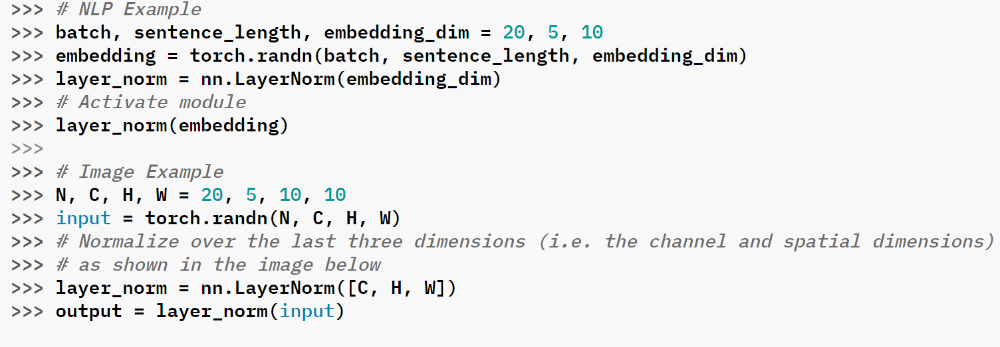 >>> # NLP Example
>>> batch, sentence_length, embedding_dim = 20, 5, 10
>>> embedding = torch.randn(batch, sentence_length, embedding_dim)
>>> layer_norm = nn.LayerNorm(embedding_dim)
>>> # Activate module
>>> layer_norm(embedding)
>>>
>>> # Image Example
>>> N, C, H, W = 20, 5, 10, 10
>>> input = torch.randn(N, C, H, W)
>>> # Normalize over the last three dimensions (i.e. the channel and spatial dimensions)
>>> # as shown in the image below
>>> layer_norm = nn.LayerNorm([C, H, W])
>>> output = layer_norm(input)